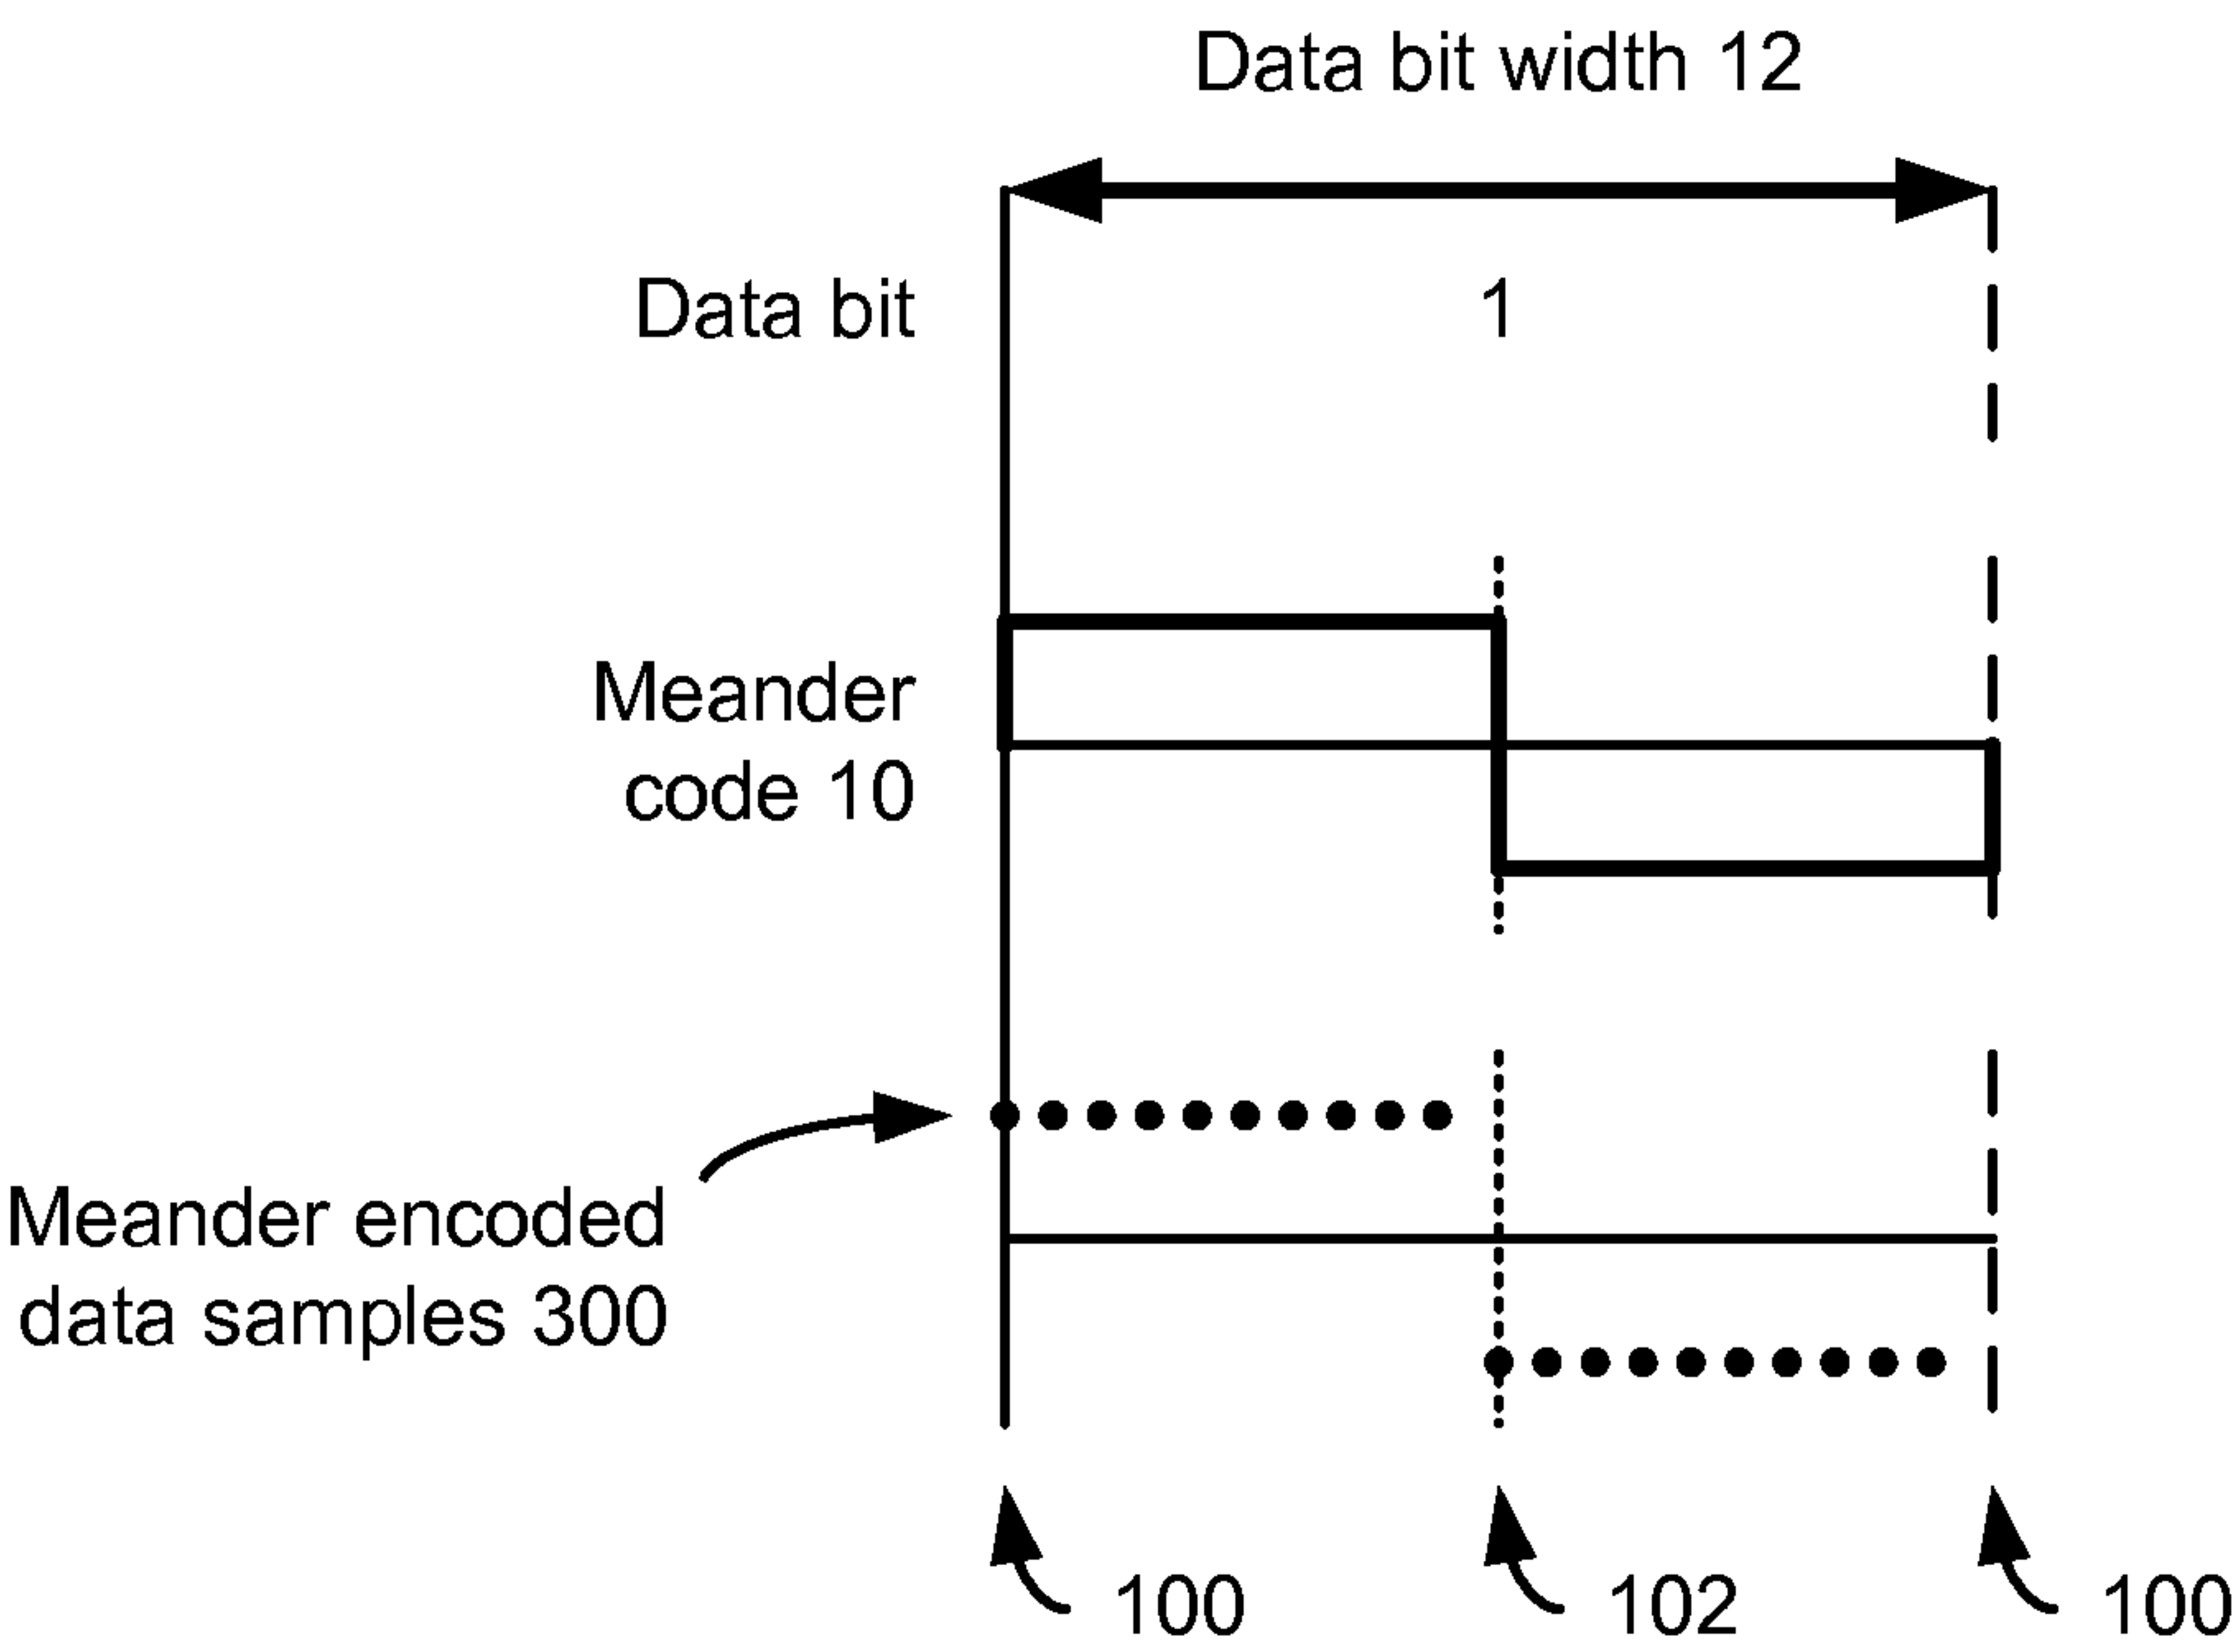 Data bit width 12
Data bit
1
Meander
code 10
Meander encoded
data samples 300
100
102
100